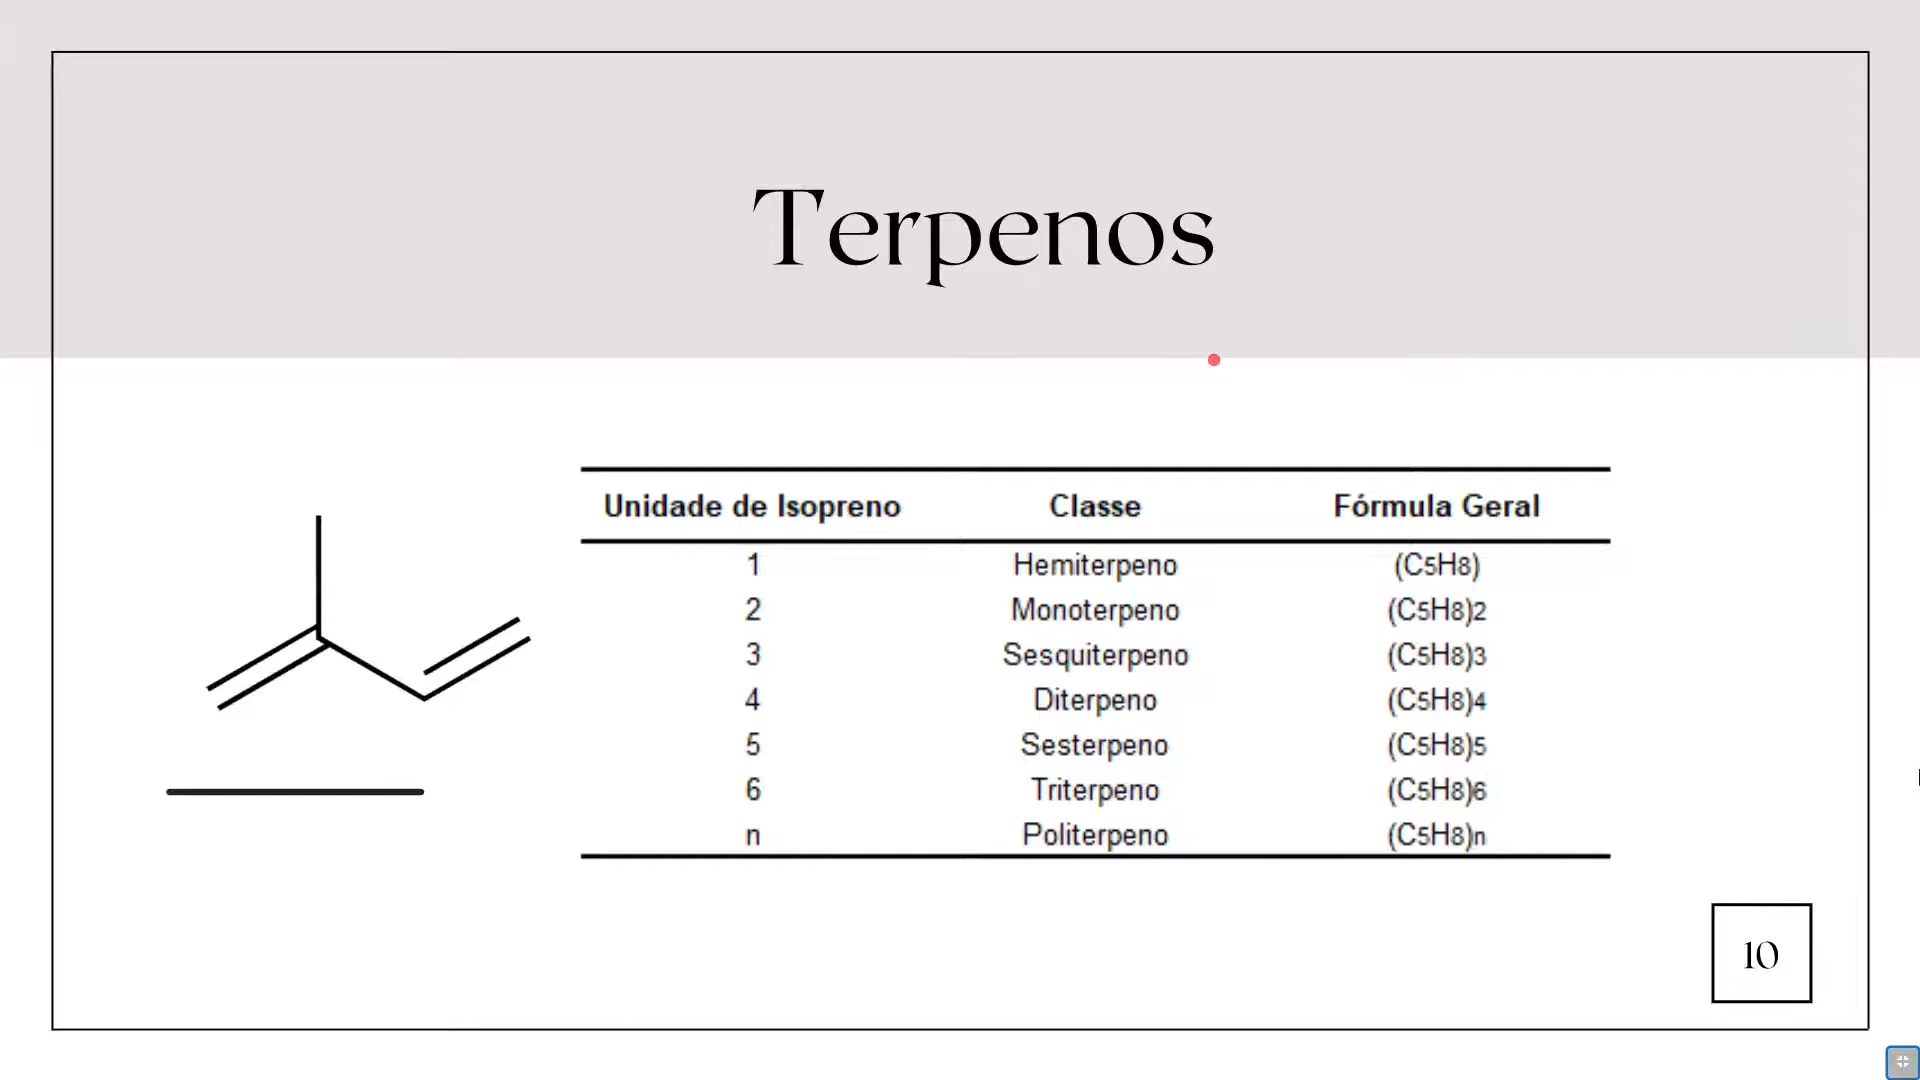 Terpenos
Unidade de Isopreno Classe Fórmula Geral
1 Hemiterpeno (C5H8)
2 Monoterpeno (C5H8)2
3 Sesquiterpeno (C5H8)3
4 Diterpeno (C5H8)4
5 Sesterpeno (C5H8)5
6 Triterpeno (C5H8)6
n Politerpeno (C5H8)n
10